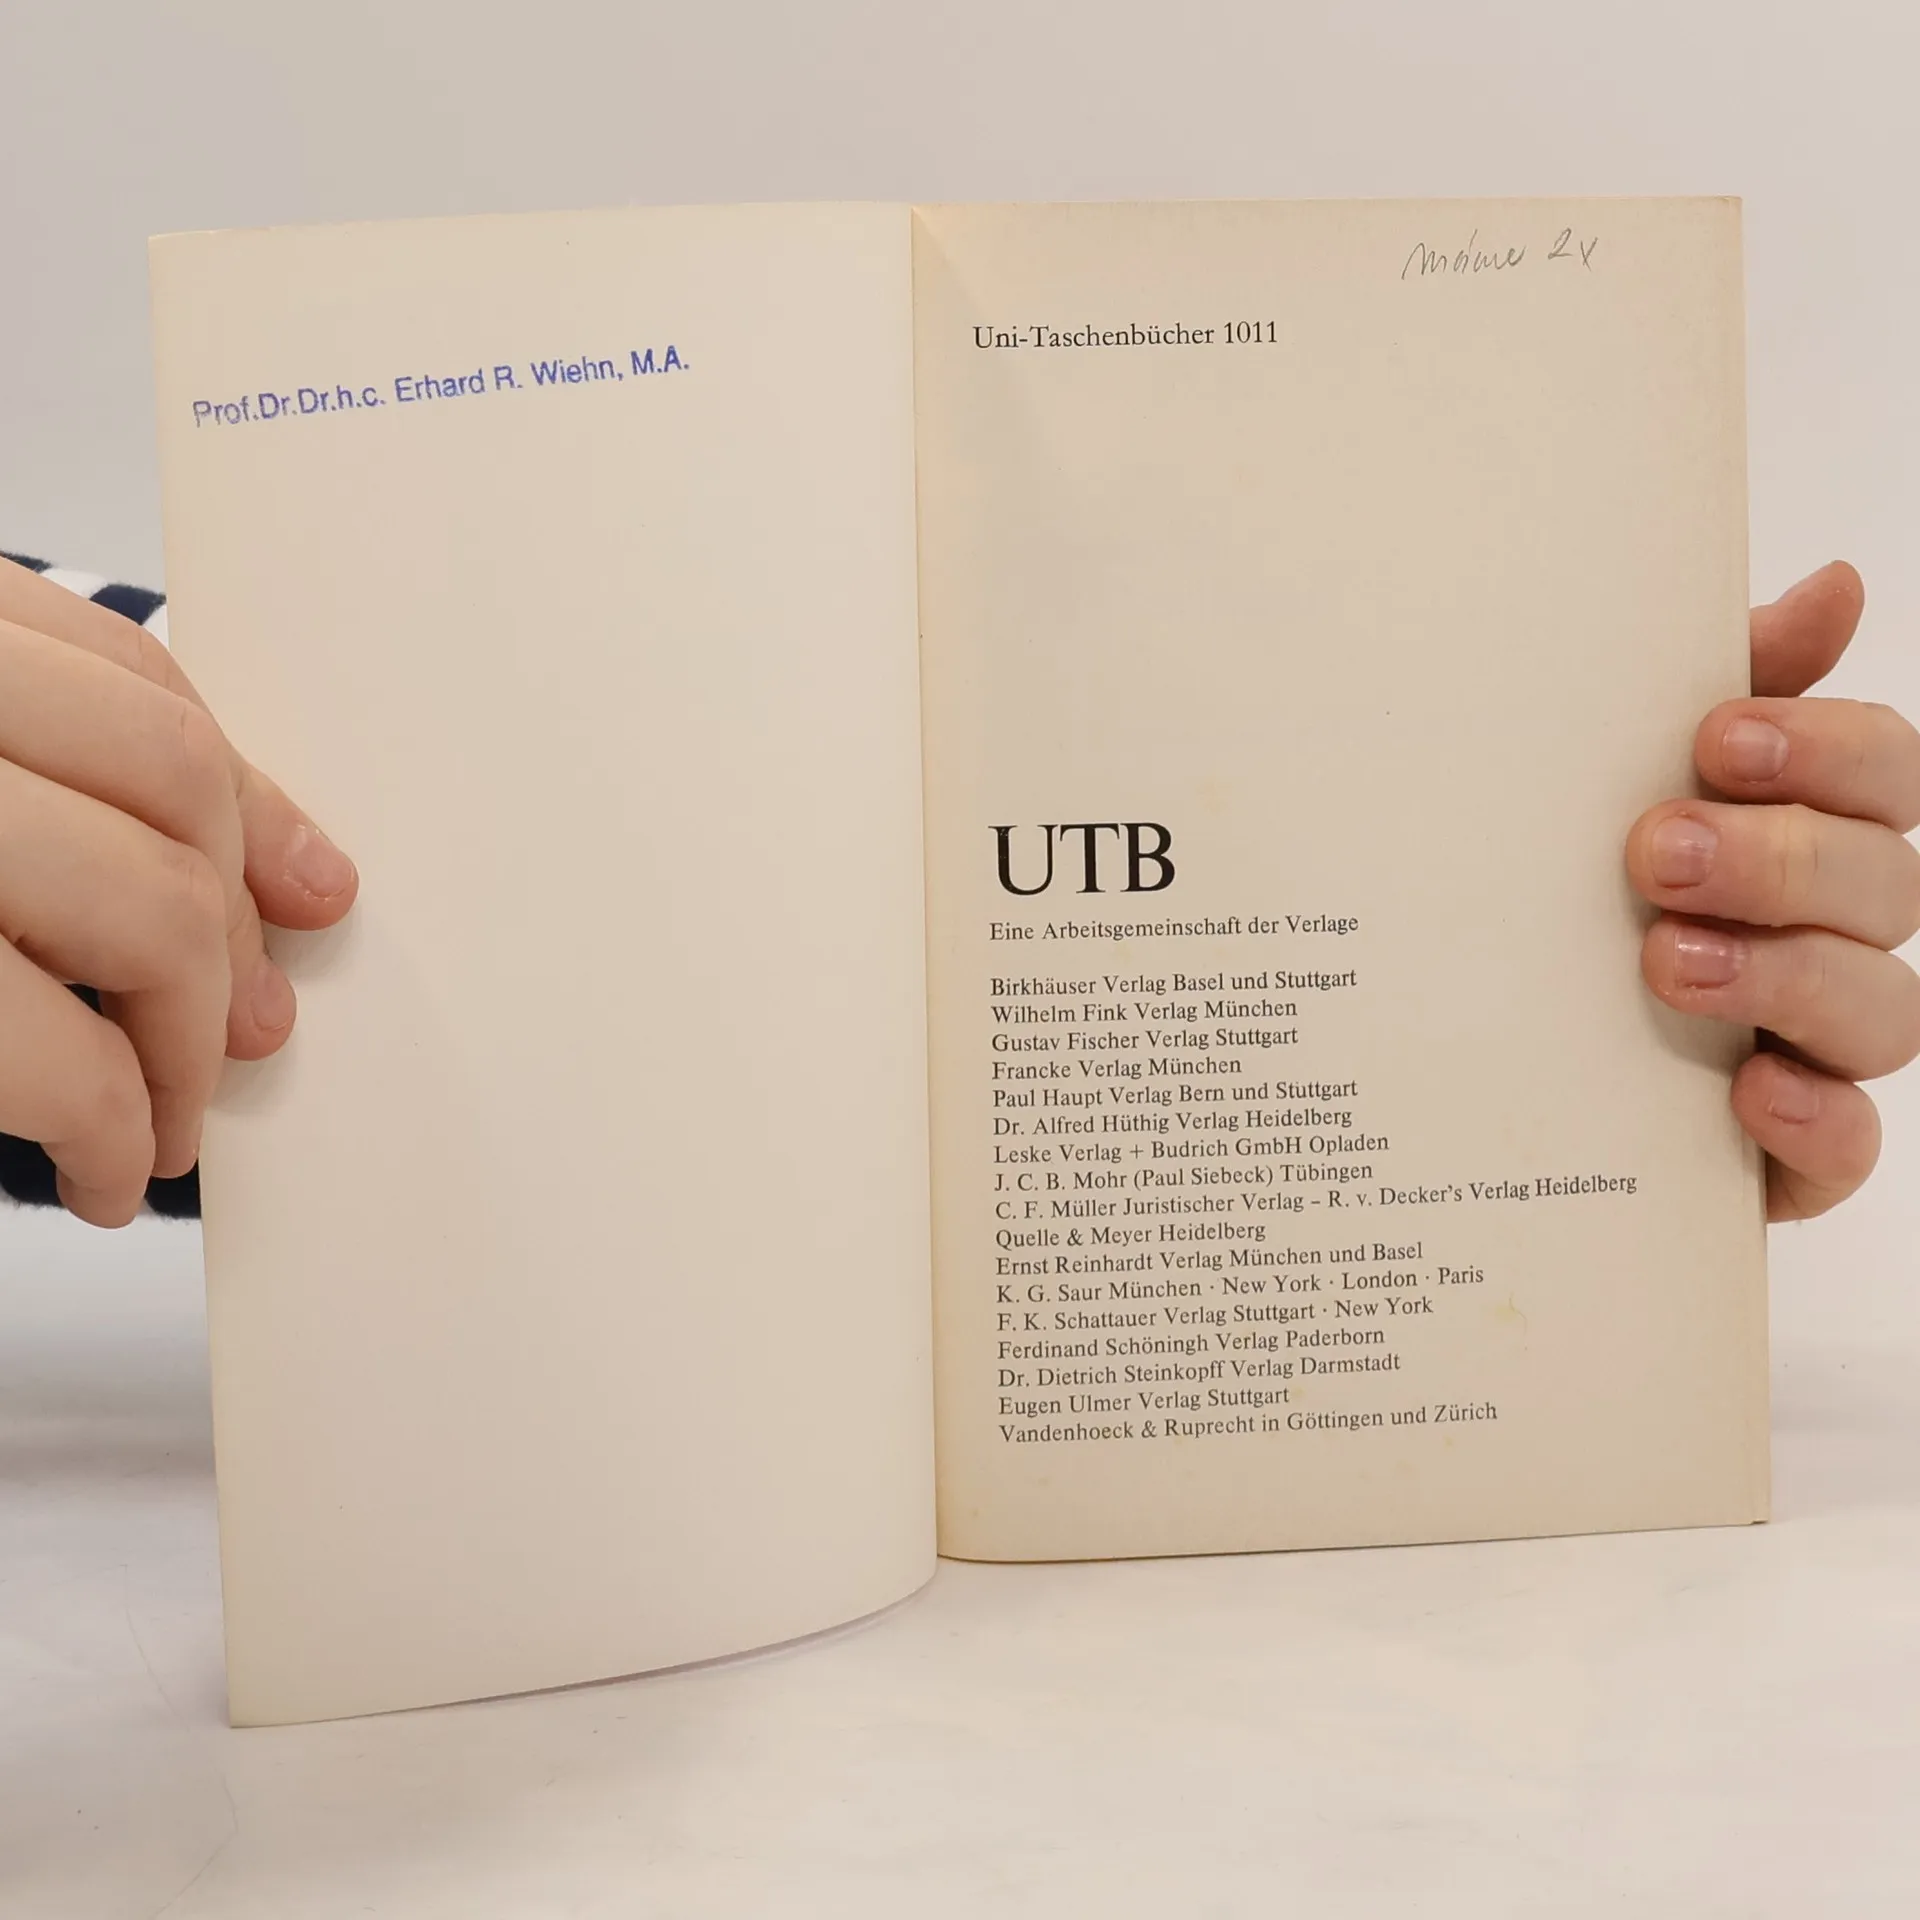 Prof.Dr.Dr.h.c. Erhard R. Wiehn, M.A.
máme 2x
Uni-Taschenbücher 1011
UTB
Eine Arbeitsgemeinschaft der Verlage
Birkhäuser Verlag Basel und Stuttgart
Wilhelm Fink Verlag München
Gustav Fischer Verlag Stuttgart
Francke Verlag München
Paul Haupt Verlag Bern und Stuttgart
Dr. Alfred Hüthig Verlag Heidelberg
Leske Verlag + Budrich GmbH Opladen
J. C. B. Mohr (Paul Siebeck) Tübingen
C. F. Müller Juristischer Verlag – R. v. Decker's Verlag Heidelberg
Quelle & Meyer Heidelberg
Ernst Reinhardt Verlag München und Basel
K. G. Saur München · New York · London · Paris
F. K. Schattauer Verlag Stuttgart · New York
Ferdinand Schöningh Verlag Paderborn
Dr. Dietrich Steinkopff Verlag Darmstadt
Eugen Ulmer Verlag Stuttgart
Vandenhoeck & Ruprecht in Göttingen und Zürich